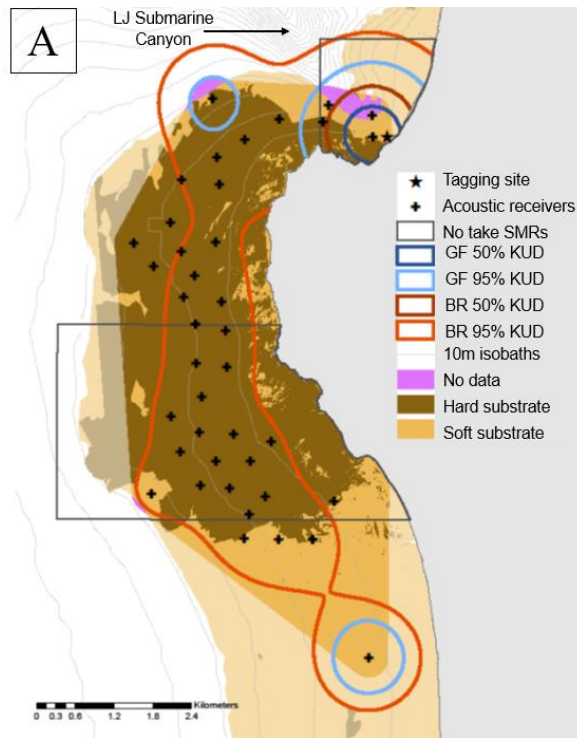 A
LJ Submarine
Canyon
Tagging site
Acoustic receivers
No take SMRs
GF 50% KUD
GF 95% KUD
BR 50% KUD
BR 95% KUD
10m isobaths
No data
Hard substrate
Soft substrate
Kilometers
0 0.3 0.6 1.2 1.8 2.4